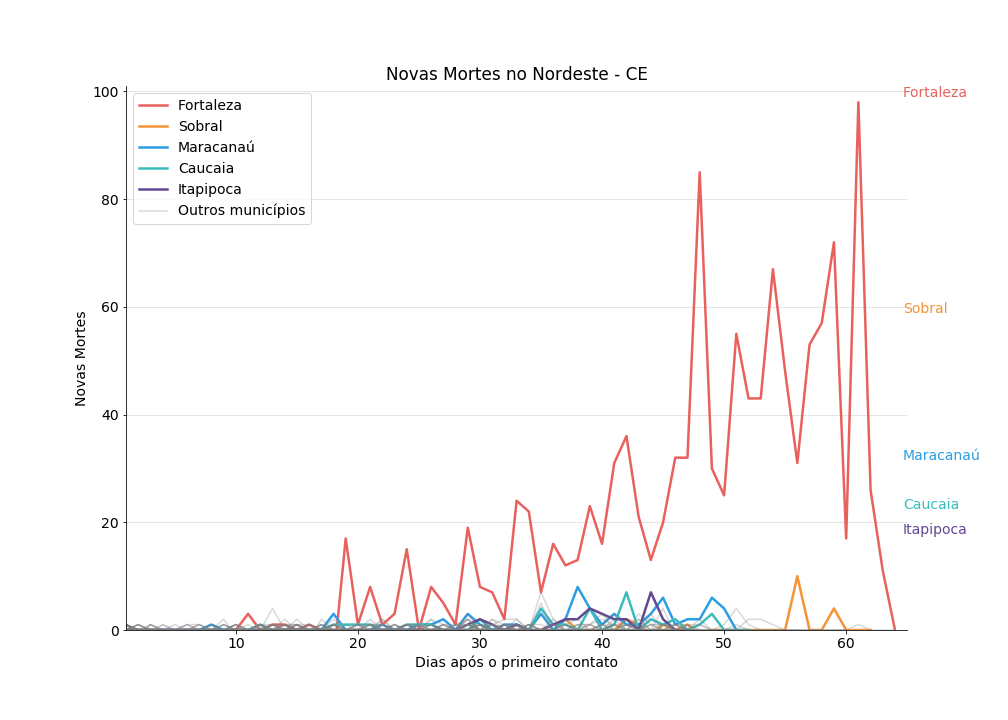 Novas Mortes no Nordeste - CE
Fortaleza
Sobral
Maracanaú
Caucaia
Itapipoca
Outros municípios
100
80
60
40
20
0
Novas Mortes
10
20
30
40
50
60
Dias após o primeiro contato
Fortaleza
Sobral
Maracanaú
Caucaia
Itapipoca